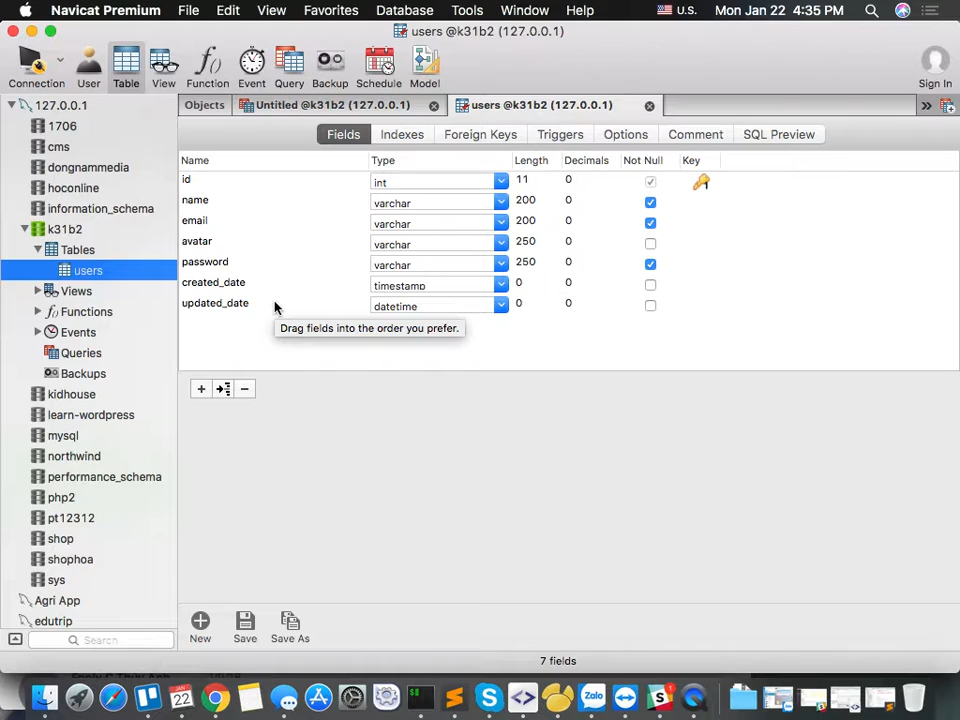 Navicat Premium File Edit View Favorites Database Tools Window Help U.S. Mon Jan 22 4:35 PM
users @k31b2 (127.0.0.1)
Connection User Table View Function Event Query Backup Schedule Model Sign In
127.0.0.1
1706
cms
dongnammedia
hoconline
information_schema
k31b2
Tables
users
Views
Functions
Events
Queries
Backups
kidhouse
learn-wordpress
mysql
northwind
performance_schema
php2
pt12312
shop
shophoa
sys
Agri App
edutrip
Search
Objects Untitled @k31b2 (127.0.0.1) users @k31b2 (127.0.0.1)
Fields Indexes Foreign Keys Triggers Options Comment SQL Preview
Name Type Length Decimals Not Null Key
id int 11 0
name varchar 200 0
email varchar 200 0
avatar varchar 250 0
password varchar 250 0
created_date timestamp 0 0
updated_date datetime 0 0
Drag fields into the order you prefer.
New Save Save As
7 fields
JAN
22
Zalo